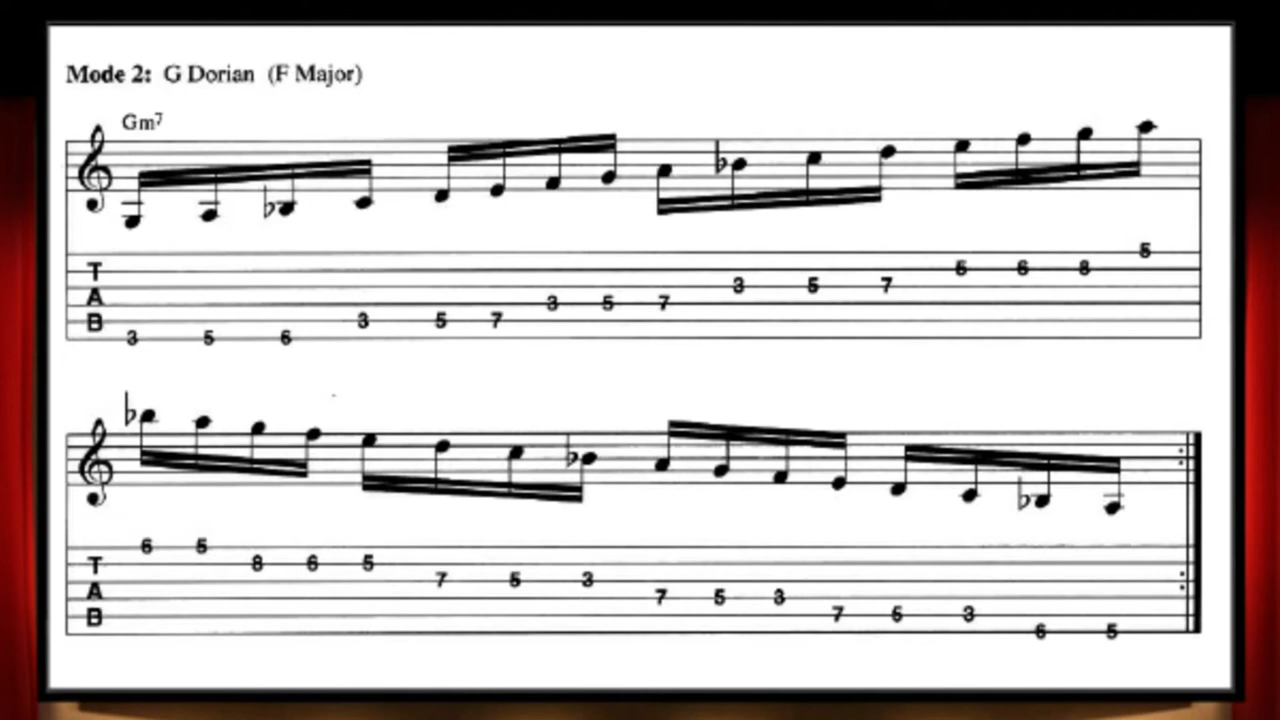 Mode 2: G Dorian (F Major)
Gm7
5
T 5 6 8
3 5 7
A 3 5 7
B 3 5 7
3 5 6
6 5
T 8 6 5
7 5 3
A 7 5 3
B 7 5 3
6 5